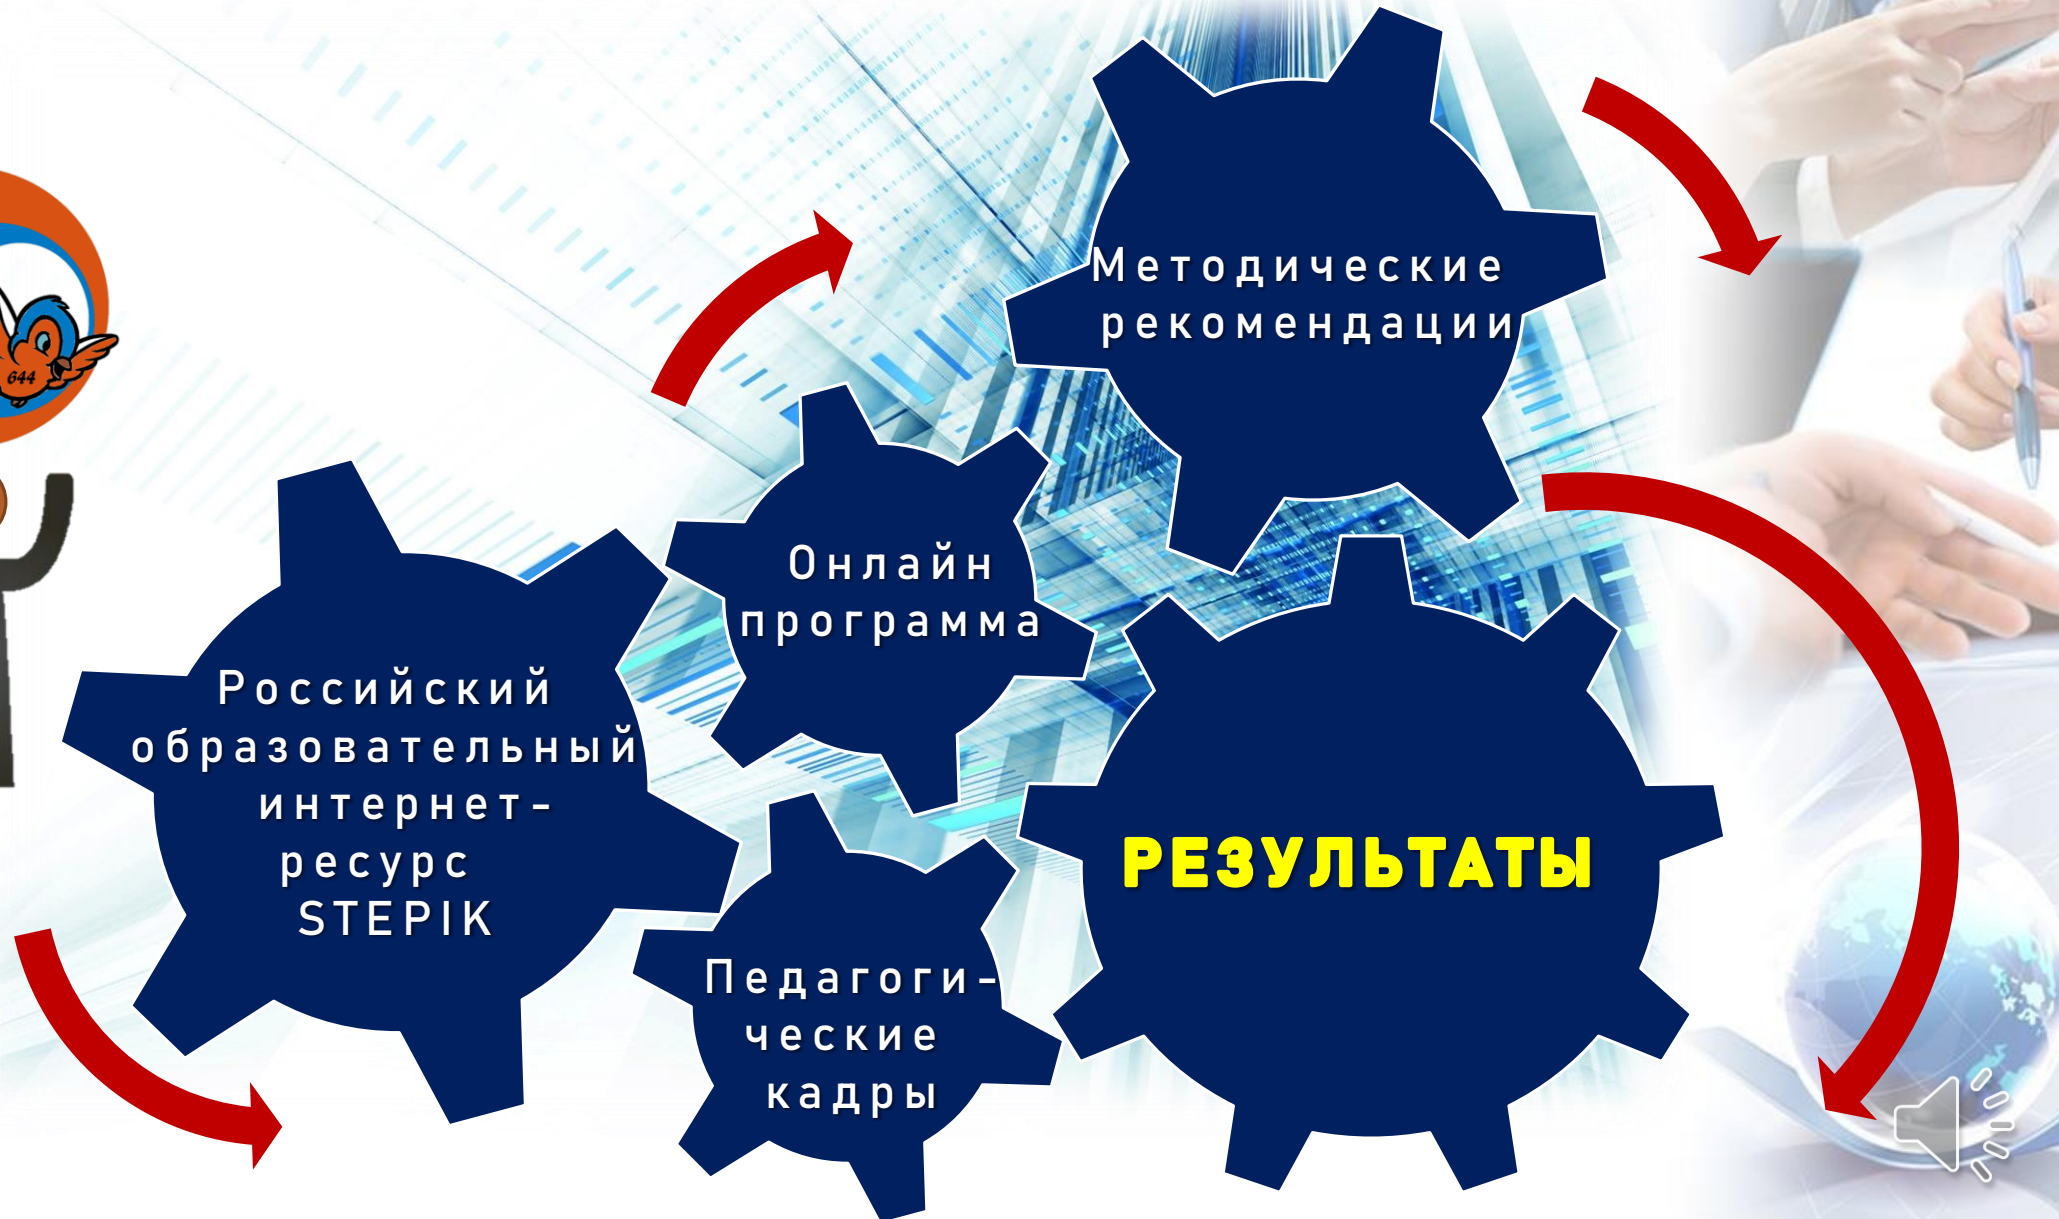 644
Методические
рекомендации
Онлайн
программа
Российский
образовательный
интернет-
ресурс
STEPIK
Педагоги-
ческие
кадры
РЕЗУЛЬТАТЫ